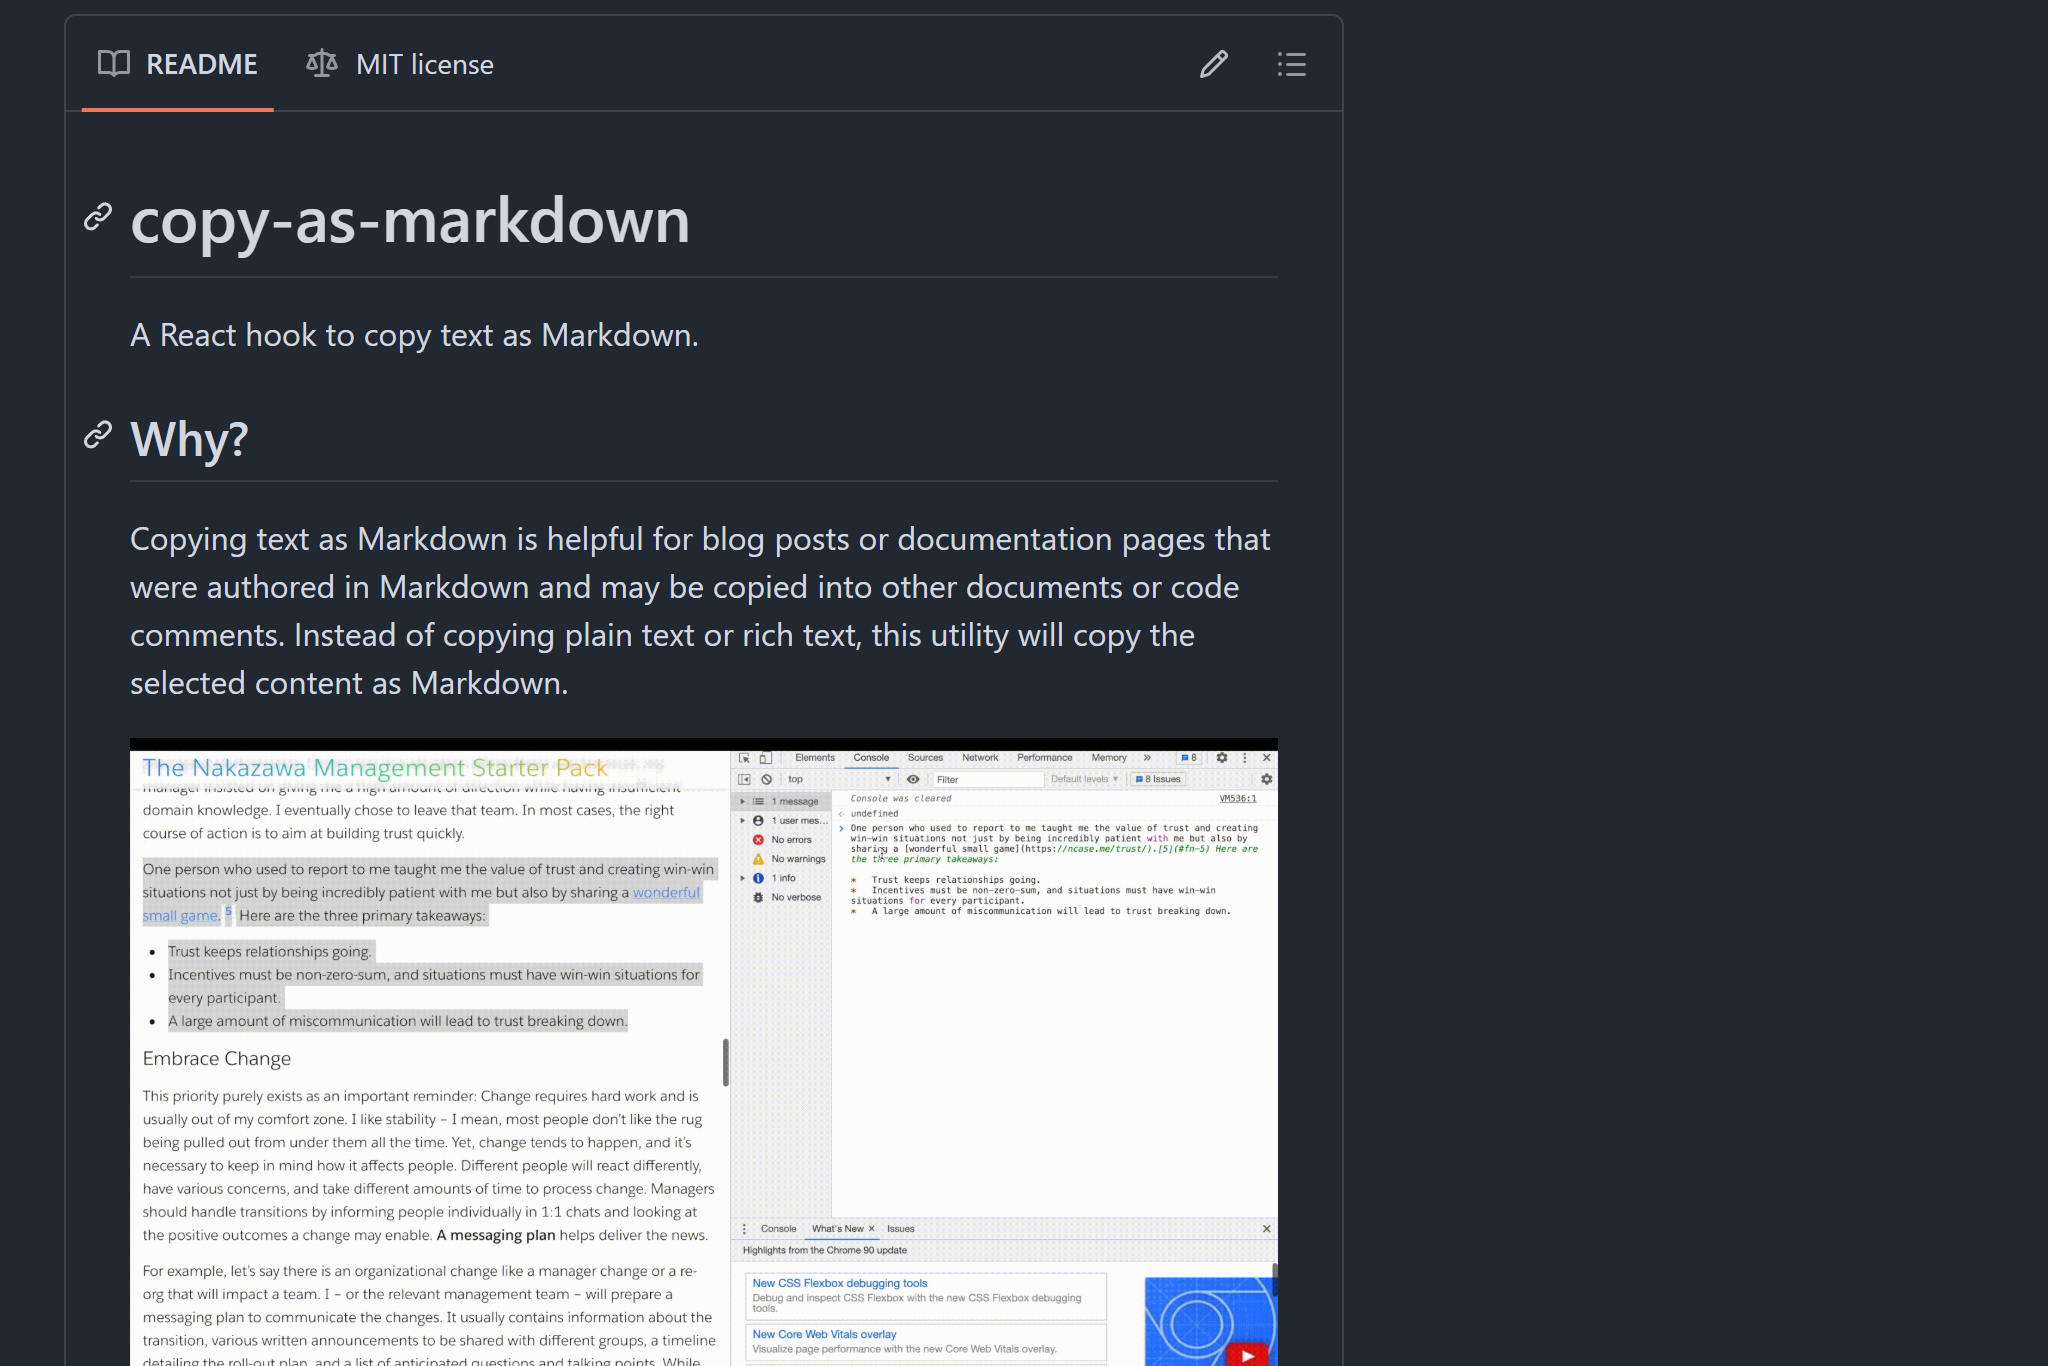 README
MIT license
copy-as-markdown
A React hook to copy text as Markdown.
Why?
Copying text as Markdown is helpful for blog posts or documentation pages that
were authored in Markdown and may be copied into other documents or code
comments. Instead of copying plain text or rich text, this utility will copy the
selected content as Markdown.
The Nakazawa Management Starter Pack
manager insisted on giving me a high amount of direction while having insufficient
domain knowledge. I eventually chose to leave that team. In most cases, the right
course of action is to aim at building trust quickly.
One person who used to report to me taught me the value of trust and creating win-win
situations not just by being incredibly patient with me but also by sharing a wonderful
small game. 5 Here are the three primary takeaways:
• Trust keeps relationships going.
• Incentives must be non-zero-sum, and situations must have win-win situations for
every participant.
• A large amount of miscommunication will lead to trust breaking down.
Embrace Change
This priority purely exists as an important reminder: Change requires hard work and is
usually out of my comfort zone. I like stability – I mean, most people don't like the rug
being pulled out from under them all the time. Yet, change tends to happen, and it's
necessary to keep in mind how it affects people. Different people will react differently,
have various concerns, and take different amounts of time to process change. Managers
should handle transitions by informing people individually in 1:1 chats and looking at
the positive outcomes a change may enable. A messaging plan helps deliver the news.
For example, let's say there is an organizational change like a manager change or a re-
org that will impact a team. I – or the relevant management team – will prepare a
messaging plan to communicate the changes. It usually contains information about the
transition, various written announcements to be shared with different groups, a timeline
detailing the roll-out plan, and a list of anticipated questions and talking points. While
Elements Console Sources Network Performance Memory » 8
top Filter Default levels 8 Issues
1 message
1 user mes...
No errors
No warnings
1 info
No verbose
Console was cleared VM536:1
undefined
One person who used to report to me taught me the value of trust and creating
win-win situations not just by being incredibly patient with me but also by
sharing a [wonderful small game](https://ncase.me/trust/).[5](#fn-5) Here are
the three primary takeaways:
* Trust keeps relationships going.
* Incentives must be non-zero-sum, and situations must have win-win
situations for every participant.
* A large amount of miscommunication will lead to trust breaking down.
Console What's New × Issues
Highlights from the Chrome 90 update
New CSS Flexbox debugging tools
Debug and inspect CSS Flexbox with the new CSS Flexbox debugging
tools.
New Core Web Vitals overlay
Visualize page performance with the new Core Web Vitals overlay.